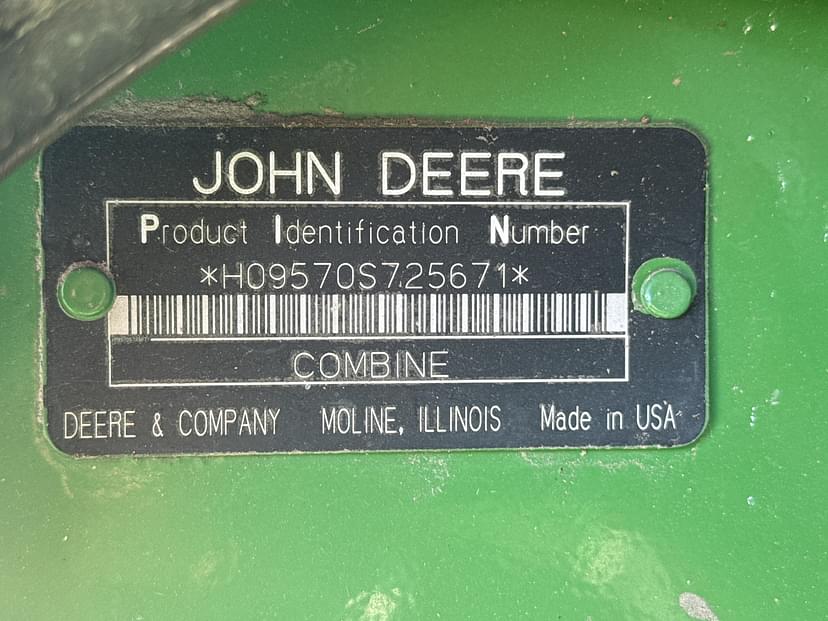 JOHN DEERE
Product Identification Number
*H09570S725671*
COMBINE
DEERE & COMPANY MOLINE, ILLINOIS Made in USA